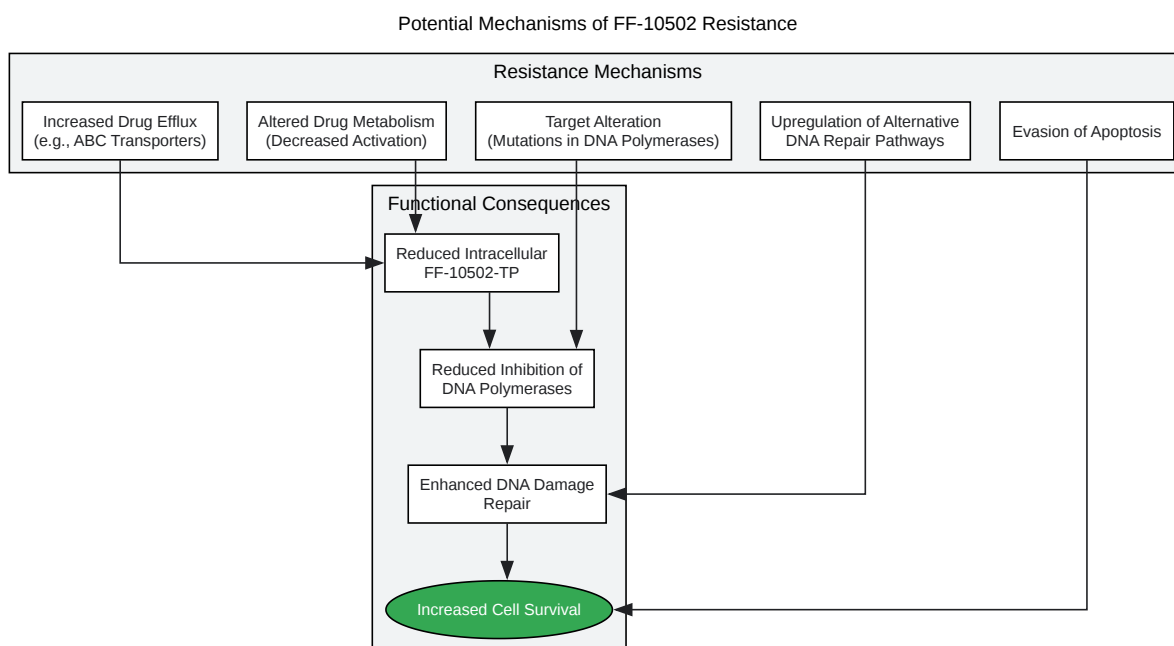 Potential Mechanisms of FF-10502 Resistance
Resistance Mechanisms
Increased Drug Efflux
(e.g., ABC Transporters)
Altered Drug Metabolism
(Decreased Activation)
Target Alteration
(Mutations in DNA Polymerases)
Upregulation of Alternative
DNA Repair Pathways
Evasion of Apoptosis
Functional Consequences
Reduced Intracellular
FF-10502-TP
Reduced Inhibition of
DNA Polymerases
Enhanced DNA Damage
Repair
Increased Cell Survival